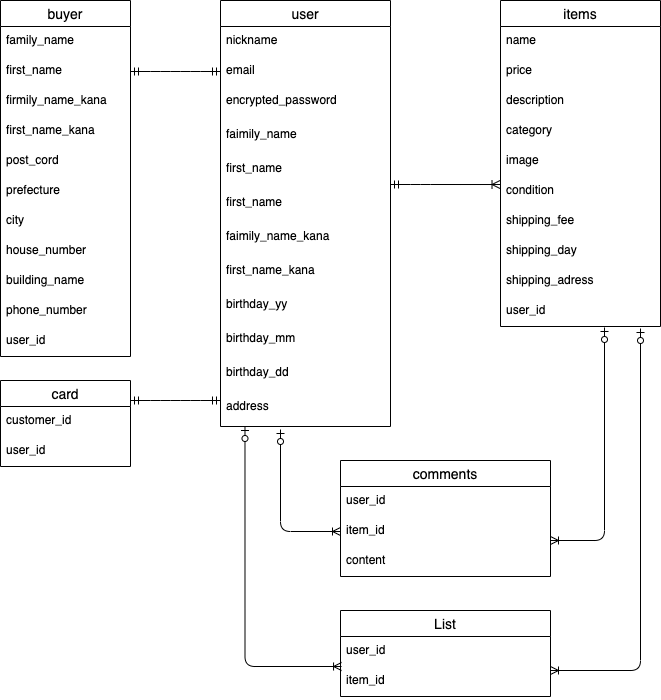 buyer
family_name
first_name
firmily_name_kana
first_name_kana
post_cord
prefecture
city
house_number
building_name
phone_number
user_id
card
customer_id
user_id
user
nickname
email
encrypted_password
faimily_name
first_name
first_name
faimily_name_kana
first_name_kana
birthday_yy
birthday_mm
birthday_dd
address
items
name
price
description
category
image
condition
shipping_fee
shipping_day
shipping_adress
user_id
comments
user_id
item_id
content
List
user_id
item_id